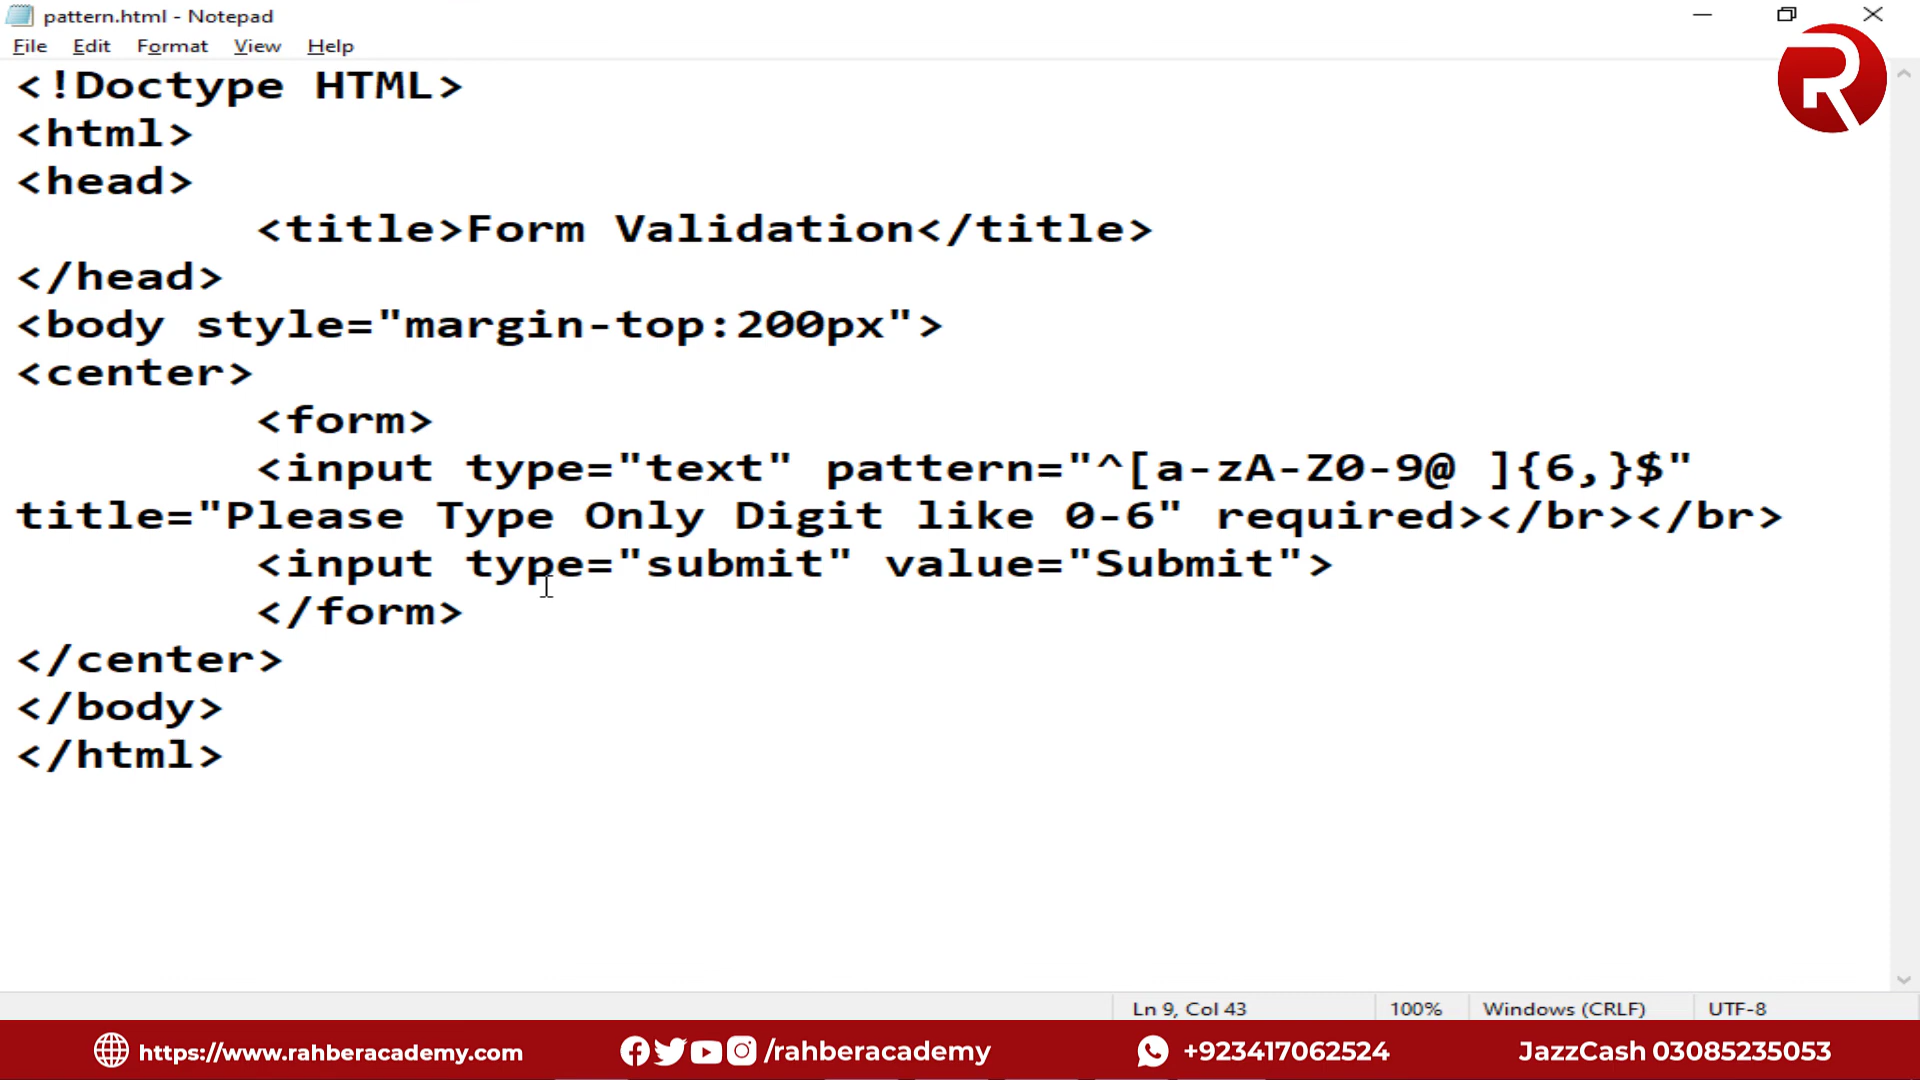 pattern.html - Notepad
File Edit Format View Help
<!Doctype HTML>
<html>
<head>
<title>Form Validation</title>
</head>
<body style="margin-top:200px">
<center>
<form>
<input type="text" pattern="^[a-zA-Z0-9@ ]{6,}$"
title="Please Type Only Digit like 0-6" required></br></br>
<input type="submit" value="Submit">
</form>
</center>
</body>
</html>
Ln 9, Col 43 100% Windows (CRLF) UTF-8
https://www.rahberacademy.com /rahberacademy +923417062524 JazzCash 03085235053